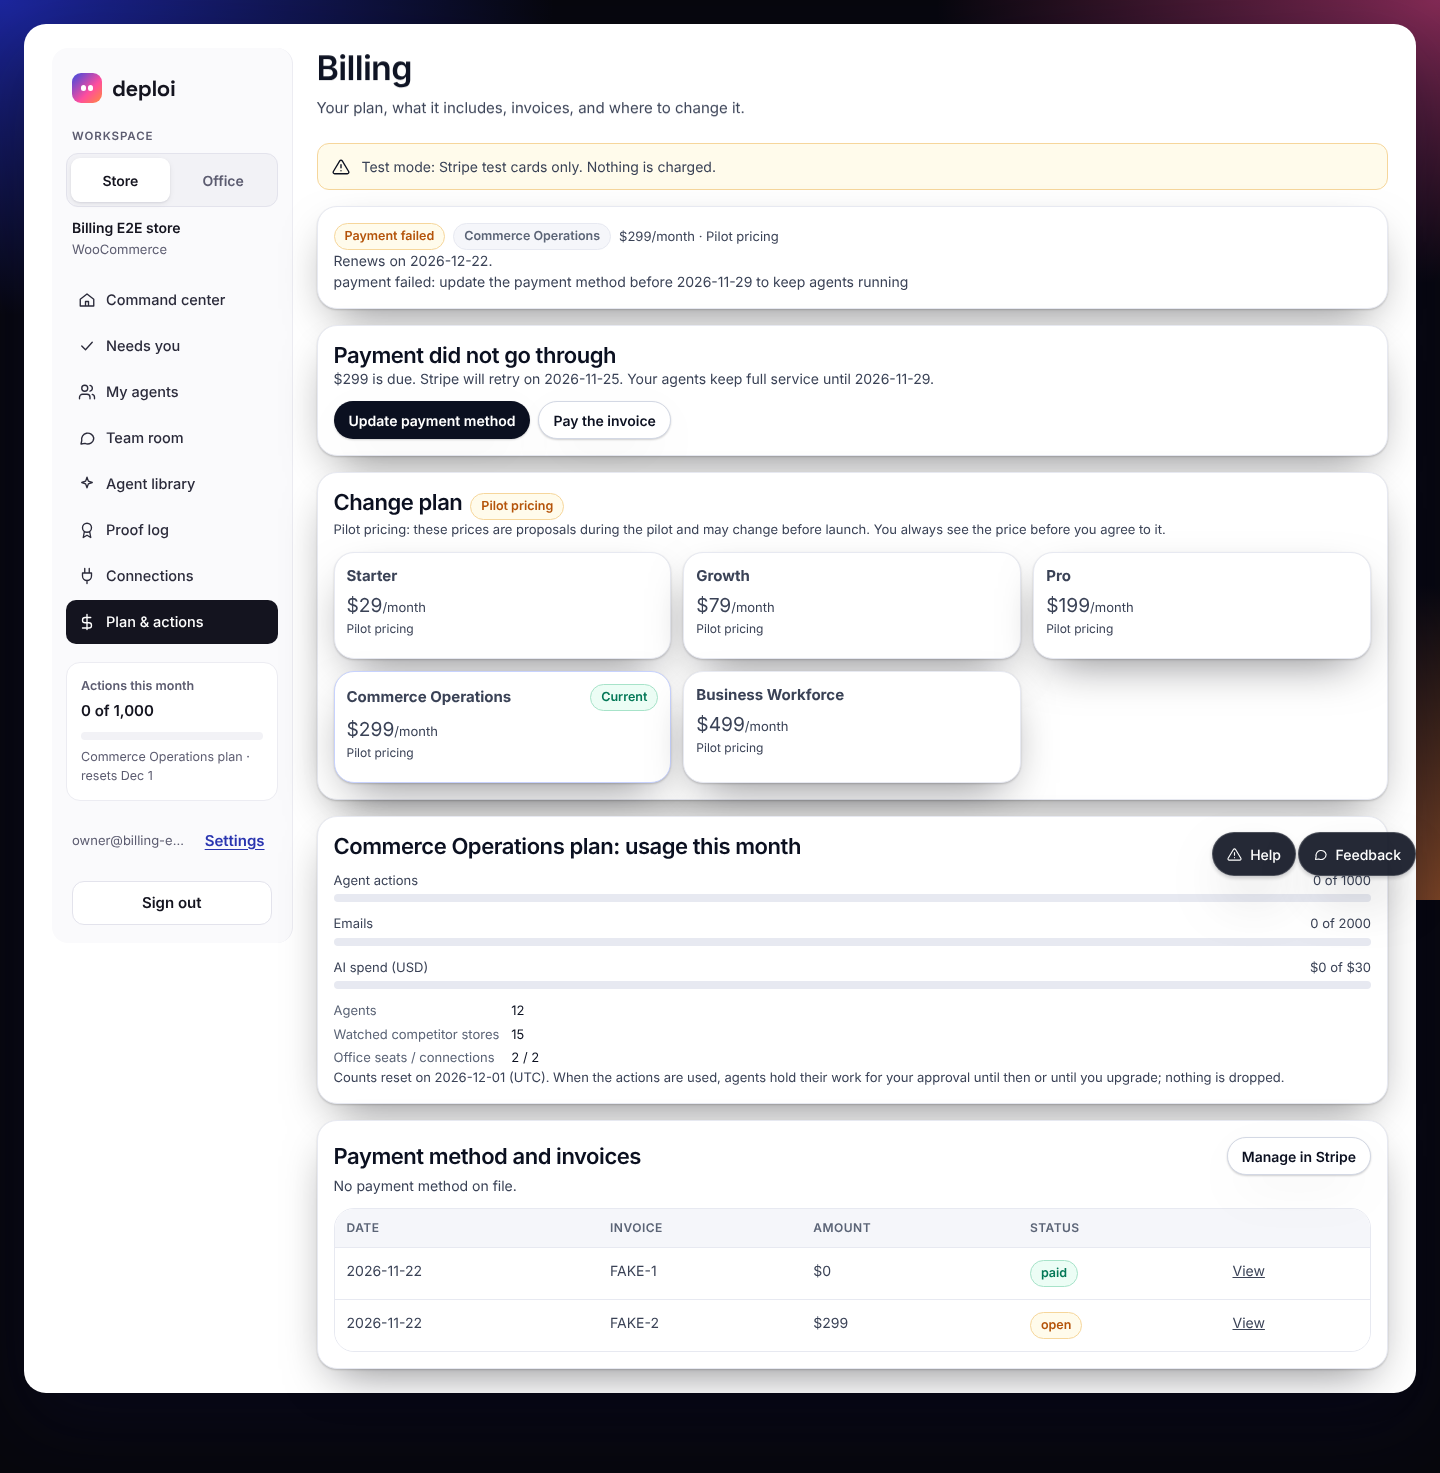 deploi
WORKSPACE
Store
Office
Billing E2E store
WooCommerce
Command center
Needs you
My agents
Team room
Agent library
Proof log
Connections
Plan & actions
Actions this month
0 of 1,000
Commerce Operations plan ·
resets Dec 1
owner@billing-e...
Settings
Sign out
Billing
Your plan, what it includes, invoices, and where to change it.
Test mode: Stripe test cards only. Nothing is charged.
Payment failed Commerce Operations $299/month · Pilot pricing
Renews on 2026-12-22.
payment failed: update the payment method before 2026-11-29 to keep agents running
Payment did not go through
$299 is due. Stripe will retry on 2026-11-25. Your agents keep full service until 2026-11-29.
Update payment method
Pay the invoice
Change plan Pilot pricing
Pilot pricing: these prices are proposals during the pilot and may change before launch. You always see the price before you agree to it.
Starter
$29/month
Pilot pricing
Growth
$79/month
Pilot pricing
Pro
$199/month
Pilot pricing
Commerce Operations Current
$299/month
Pilot pricing
Business Workforce
$499/month
Pilot pricing
Commerce Operations plan: usage this month
Help
Feedback
Agent actions 0 of 1000
Emails 0 of 2000
AI spend (USD) $0 of $30
Agents 12
Watched competitor stores 15
Office seats / connections 2 / 2
Counts reset on 2026-12-01 (UTC). When the actions are used, agents hold their work for your approval until then or until you upgrade; nothing is dropped.
Payment method and invoices
Manage in Stripe
No payment method on file.
DATE INVOICE AMOUNT STATUS
2026-11-22 FAKE-1 $0 paid View
2026-11-22 FAKE-2 $299 open View